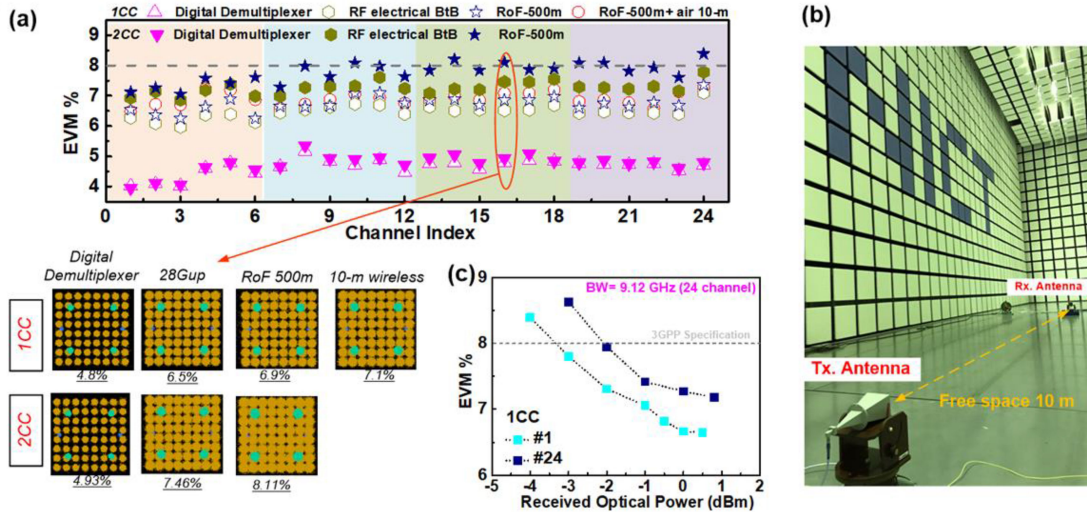 (a)
1CC Digital Demultiplexer RF electrical BtB RoF-500m RoF-500m+ air 10-m
2CC Digital Demultiplexer RF electrical BtB RoF-500m
9
8
7
6
5
4
EVM %
0 3 6 9 12 15 18 21 24
Channel Index
Digital Demultiplexer
28Gup
RoF 500m
10-m wireless
1CC
4.8%
6.5%
6.9%
7.1%
2CC
4.93%
7.46%
8.11%
(c)
9
8
7
6
EVM %
BW= 9.12 GHz (24 channel)
3GPP Specification
1CC
#1
#24
-5 -4 -3 -2 -1 0 1 2
Received Optical Power (dBm)
(b)
Rx. Antenna
Tx. Antenna
Free space 10 m